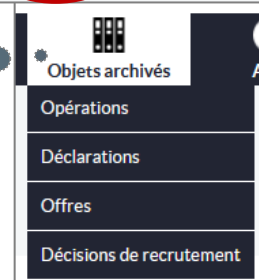 Objets archivés
A
Opérations
Déclarations
Offres
Décisions de recrutement